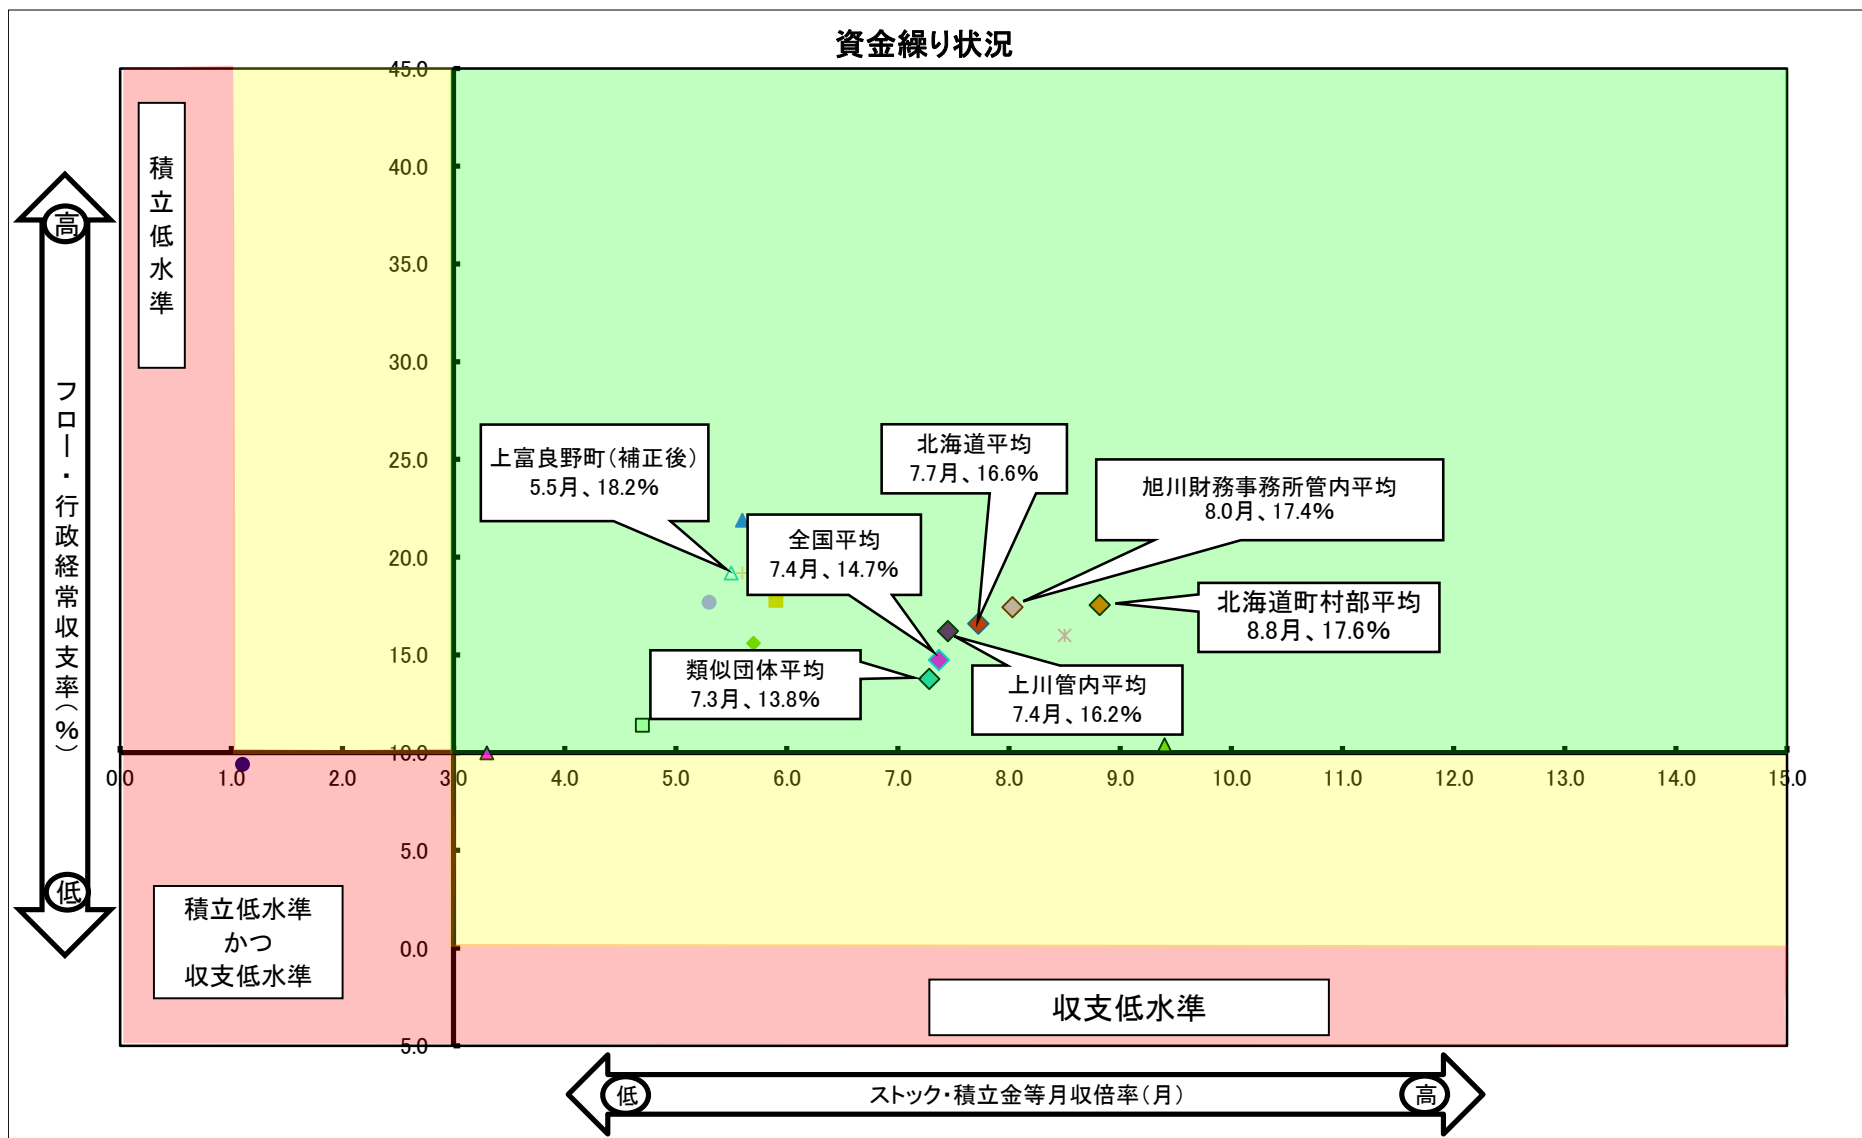 資金繰り状況
45.0
40.0
35.0
30.0
25.0
20.0
15.0
10.0
5.0
0.0
5.0
0.0
1.0
2.0
3.0
4.0
5.0
6.0
7.0
8.0
9.0
10.0
11.0
12.0
13.0
14.0
15.0
高
フロー・行政経常収支率(%)
低
積立低水準
上富良野町(補正後)
5.5月、18.2%
全国平均
7.4月、14.7%
北海道平均
7.7月、16.6%
旭川財務事務所管内平均
8.0月、17.4%
北海道町村部平均
8.8月、17.6%
類似団体平均
7.3月、13.8%
上川管内平均
7.4月、16.2%
積立低水準
かつ
収支低水準
収支低水準
低
ストック・積立金等月収倍率(月)
高